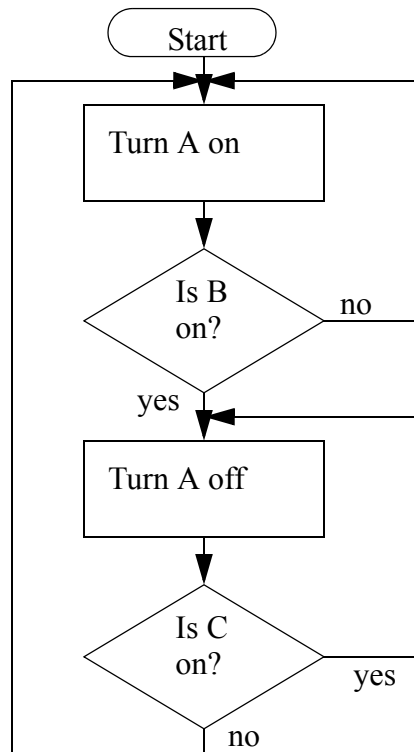 Start
Turn A on
Is B
on?
no
yes
Turn A off
Is C
on?
yes
no